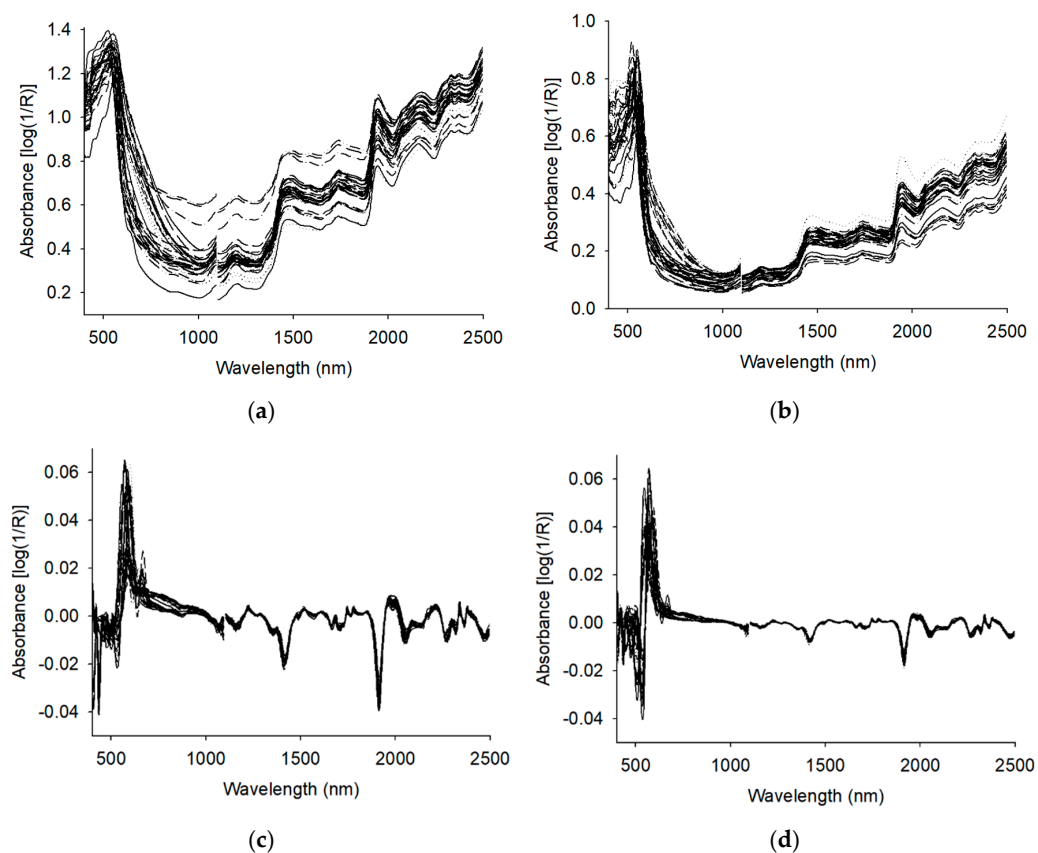 Absorbance [log(1/R)]
1.4
1.2
1.0
0.8
0.6
0.4
0.2
500 1000 1500 2000 2500
Wavelength (nm)
(a)
Absorbance [log(1/R)]
1.0
0.8
0.6
0.4
0.2
0.0
500 1000 1500 2000 2500
Wavelength (nm)
(b)
Absorbance [log(1/R)]
0.06
0.04
0.02
0.00
-0.02
-0.04
500 1000 1500 2000 2500
Wavelength (nm)
(c)
Absorbance [log(1/R)]
0.06
0.04
0.02
0.00
-0.02
-0.04
500 1000 1500 2000 2500
Wavelength (nm)
(d)